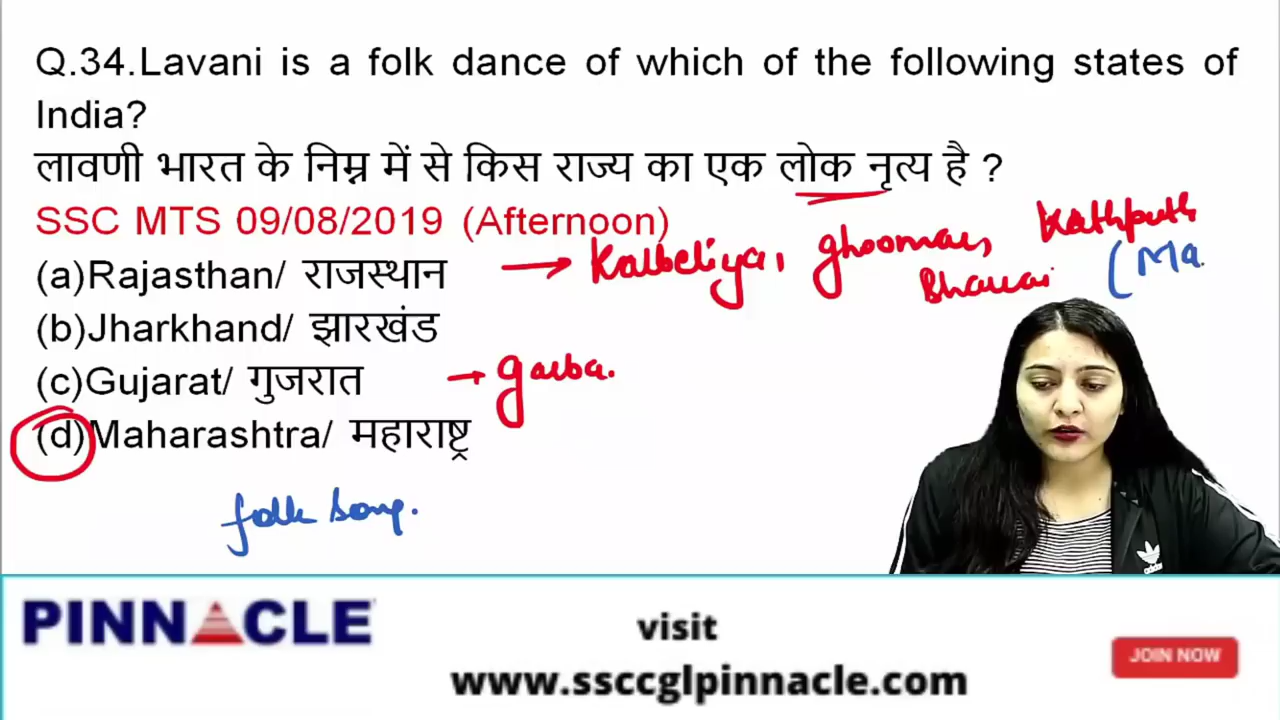 Q.34.Lavani is a folk dance of which of the following states of
India?
लावणी भारत के निम्न में से किस राज्य का एक लोक नृत्य है ?
SSC MTS 09/08/2019 (Afternoon)
(a)Rajasthan/ राजस्थान → Kalbeliya, ghoomar, Kathputli
Bhavai (Ma
(b)Jharkhand/ झारखंड
(c)Gujarat/ गुजरात → garba.
(d)Maharashtra/ महाराष्ट्र
folk song.
adidas
PINNACLE
visit
www.ssccglpinnacle.com
JOIN NOW